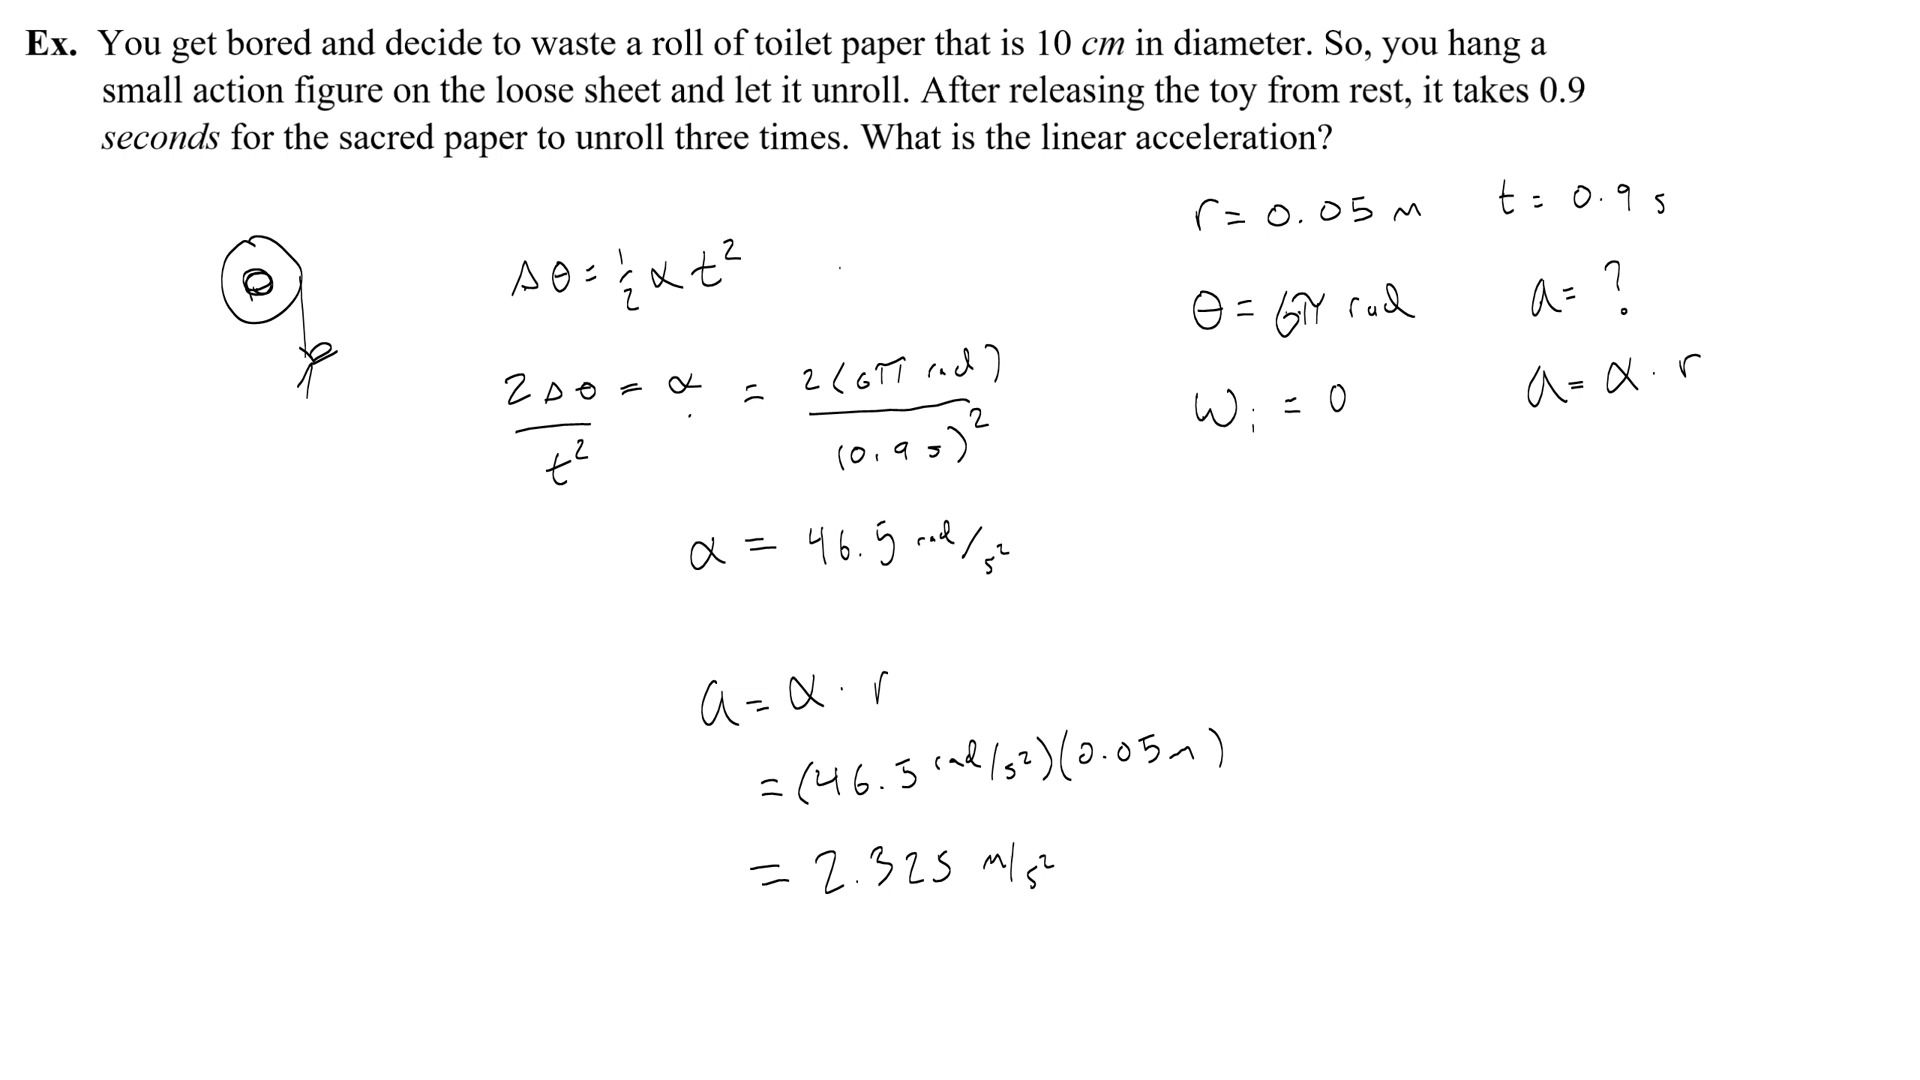 Ex. You get bored and decide to waste a roll of toilet paper that is 10 cm in diameter. So, you hang a
small action figure on the loose sheet and let it unroll. After releasing the toy from rest, it takes 0.9
seconds for the sacred paper to unroll three times. What is the linear acceleration?
r = 0.05 m t = 0.9 s
Δθ = 1/2 α t²
θ = 6π rad a = ?
2Δθ/t² = α = 2(6π rad)/(0.9 s)²
ωi = 0 a = α · r
α = 46.5 rad/s²
a = α · r
= (46.5 rad/s²)(0.05m)
= 2.325 m/s²